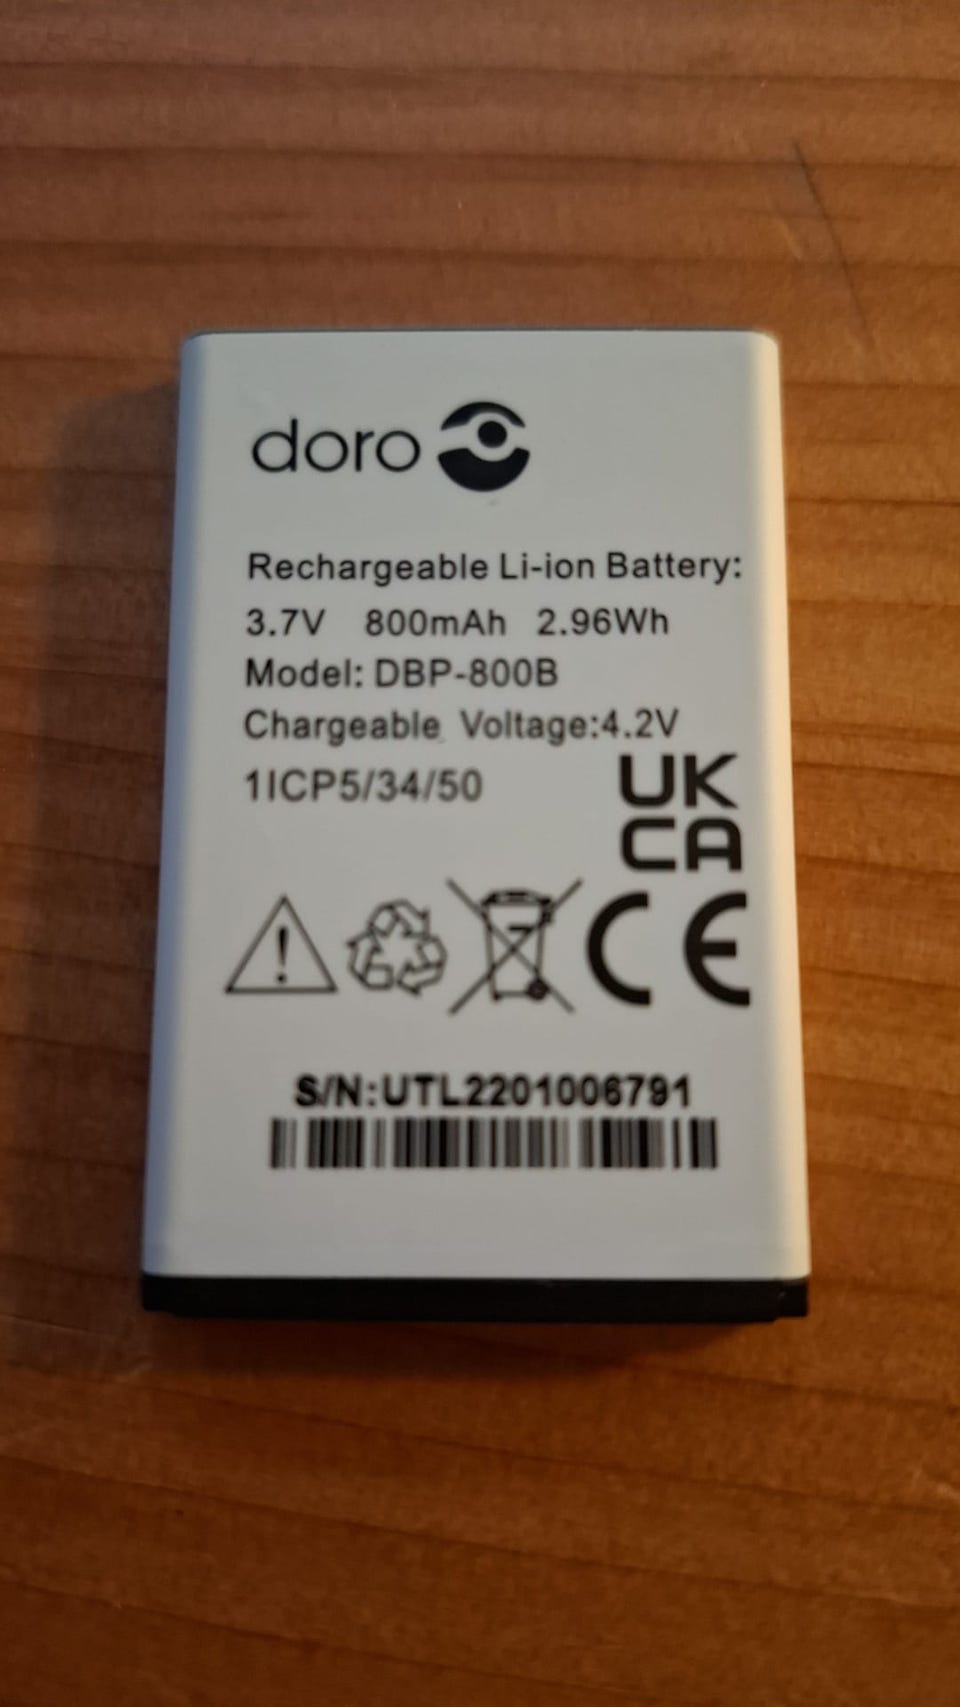 doro
Rechargeable Li-ion Battery:
3.7V 800mAh 2.96Wh
Model: DBP-800B
Chargeable Voltage:4.2V
1ICP5/34/50
UK
CA
CE
S/N:UTL2201006791